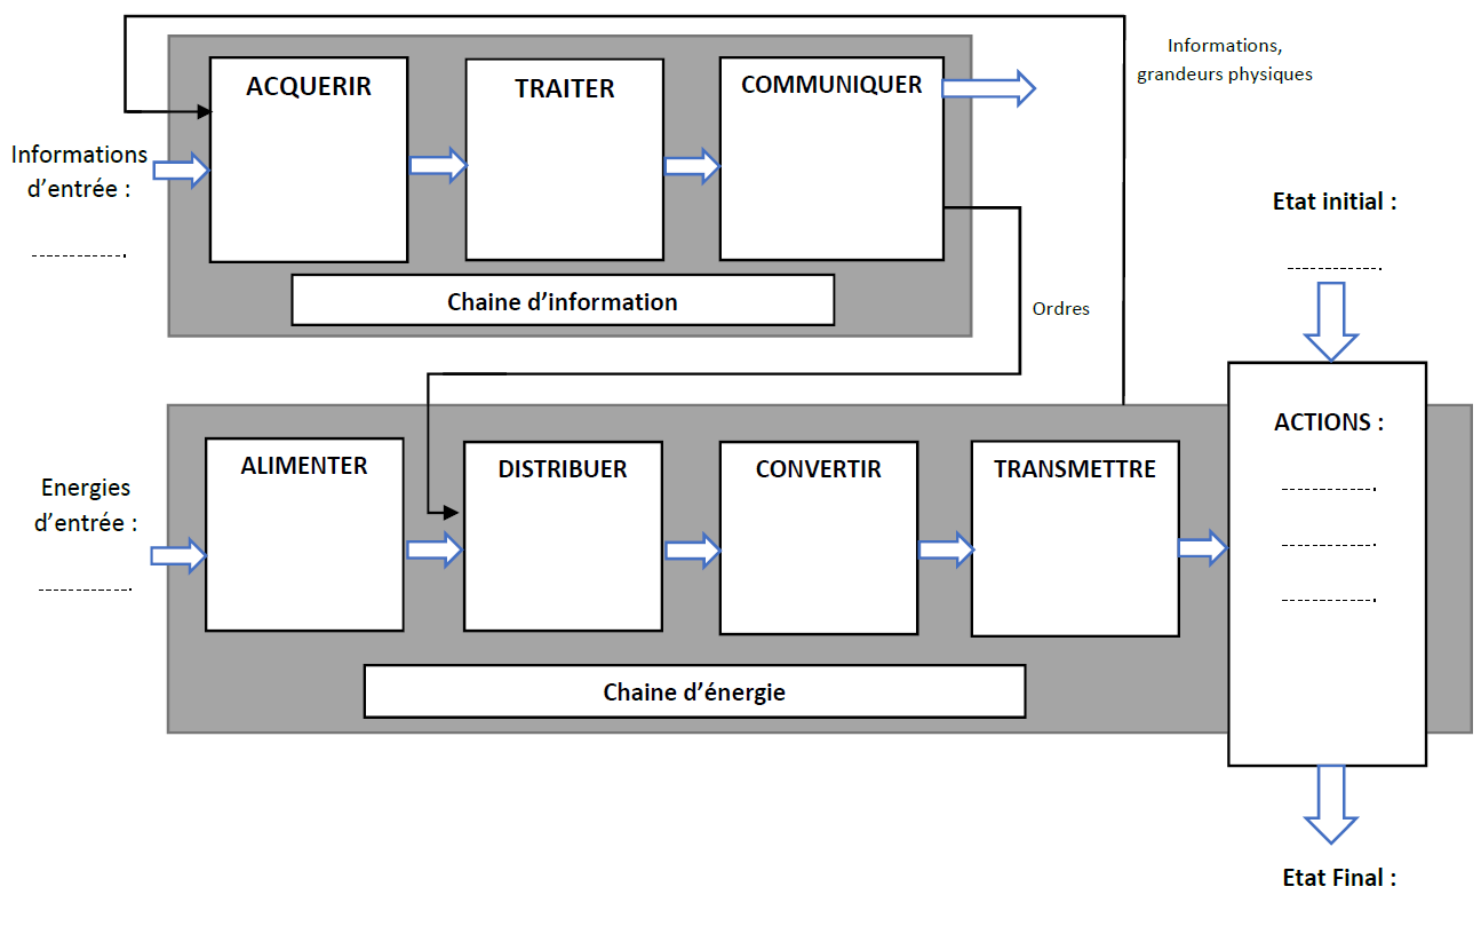 Informations,
grandeurs physiques
ACQUERIR
TRAITER
COMMUNIQUER
Informations
d’entrée :
------------.
Chaine d’information
Ordres
Etat initial :
------------.
ACTIONS :
------------.
------------.
------------.
ALIMENTER
DISTRIBUER
CONVERTIR
TRANSMETTRE
Energies
d’entrée :
------------.
Chaine d’énergie
Etat Final :